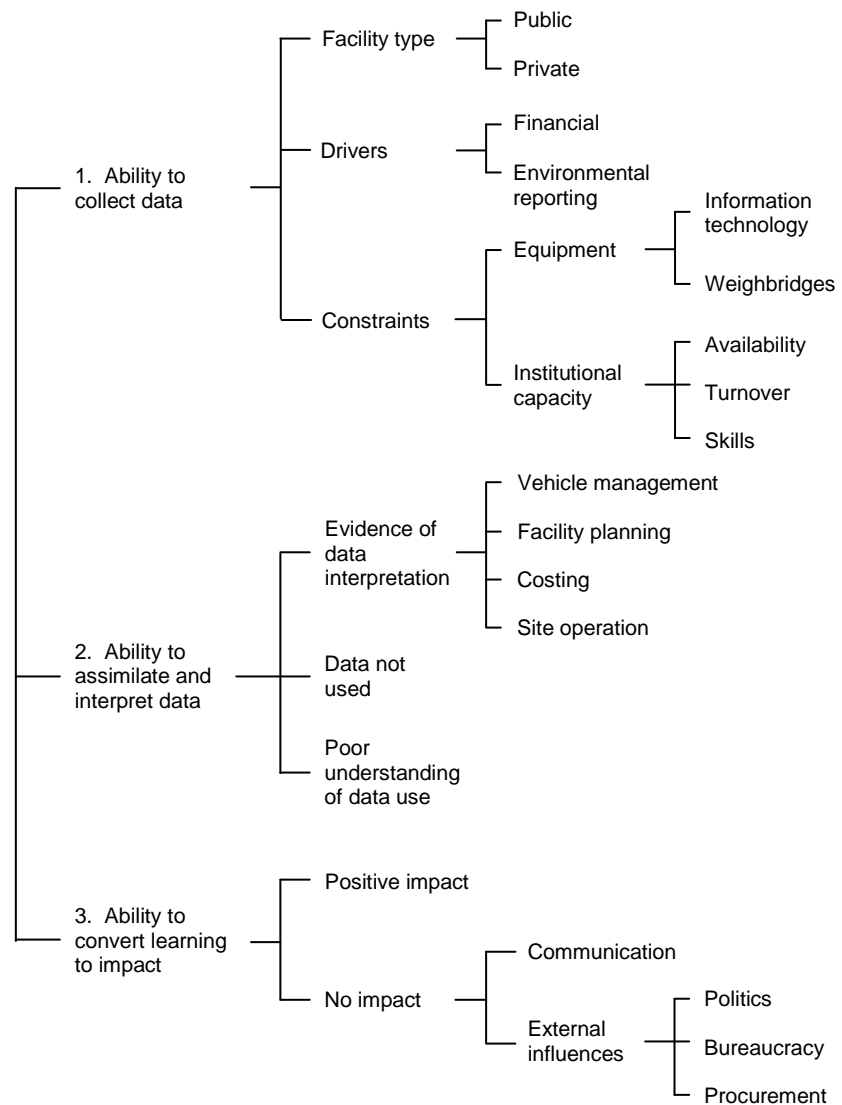 Facility type
Public
Private
Drivers
Financial
Environmental
reporting
1. Ability to
collect data
Constraints
Equipment
Information
technology
Weighbridges
Institutional
capacity
Availability
Turnover
Skills
2. Ability to
assimilate and
interpret data
Evidence of
data
interpretation
Vehicle management
Facility planning
Costing
Site operation
Data not
used
Poor
understanding
of data use
3. Ability to
convert learning
to impact
Positive impact
No impact
Communication
External
influences
Politics
Bureaucracy
Procurement